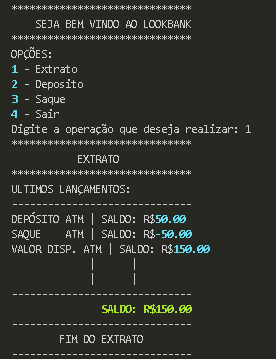 ******************************
SEJA BEM VINDO AO LOOKBANK
******************************
OPÇÕES:
1 - Extrato
2 - Deposito
3 - Saque
4 - Sair
Digite a operação que deseja realizar: 1
******************************
EXTRATO
******************************
ULTIMOS LANÇAMENTOS:
------------------------------
DEPÓSITO ATM | SALDO: R$50.00
SAQUE    ATM | SALDO: R$-50.00
VALOR DISP. ATM | SALDO: R$150.00
|      |
|      |
------------------------------
SALDO: R$150.00
------------------------------
FIM DO EXTRATO
------------------------------